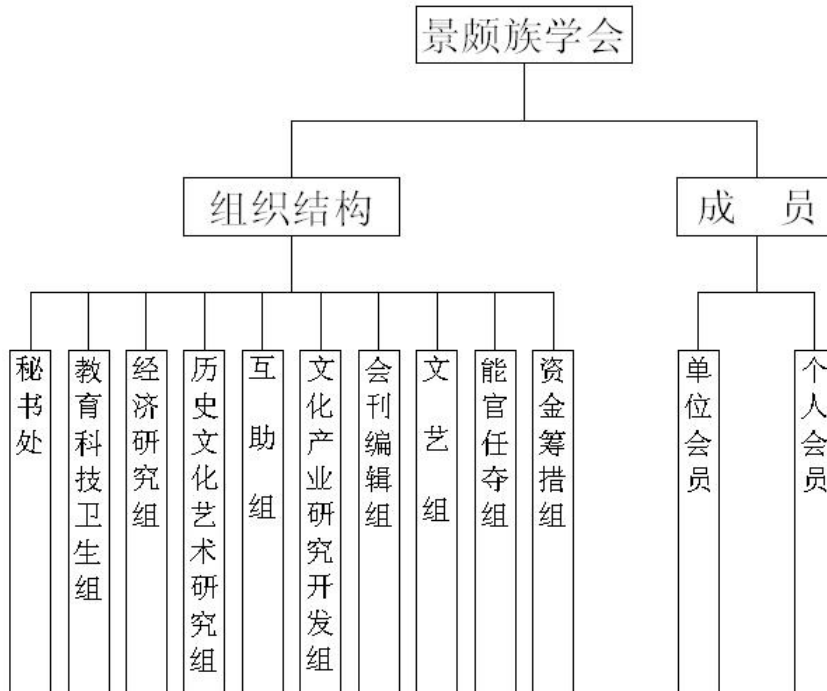 景颇族学会
组织结构
成 员
秘书处
教育科技卫生组
经济研究组
历史文化艺术研究组
互助组
文化产业研究开发组
会刊编辑组
文艺组
能官任夺组
资金筹措组
单位会员
个人会员